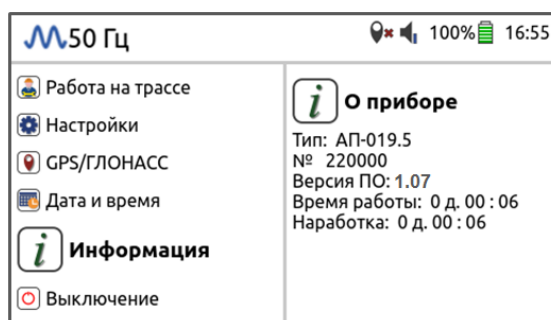 50 Гц
100% 16:55
Работа на трассе
Настройки
GPS/ГЛОНАСС
Дата и время
Информация
Выключение
О приборе
Тип: АП-019.5
№ 220000
Версия ПО: 1.07
Время работы: 0 д. 00 : 06
Наработка: 0 д. 00 : 06